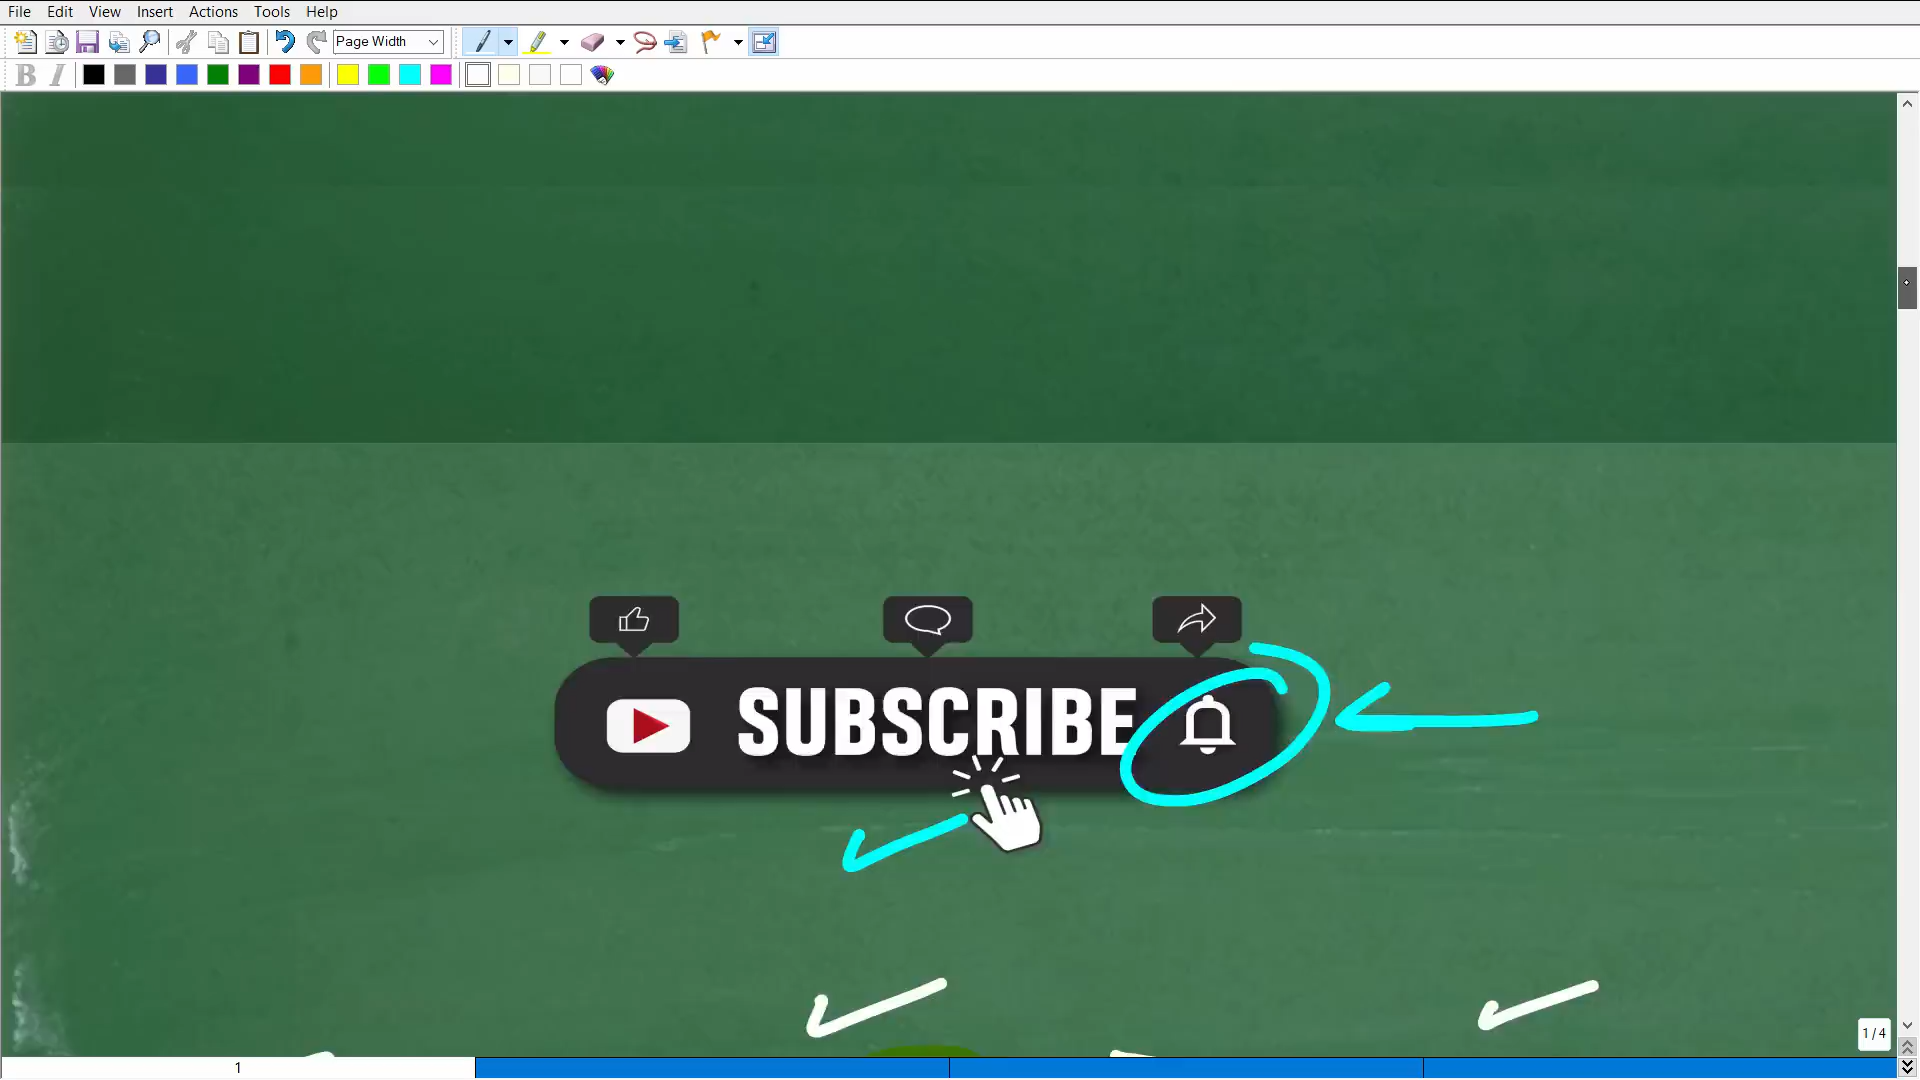 File Edit View Insert Actions Tools Help
Page Width
B I
SUBSCRIBE
1 / 4
1